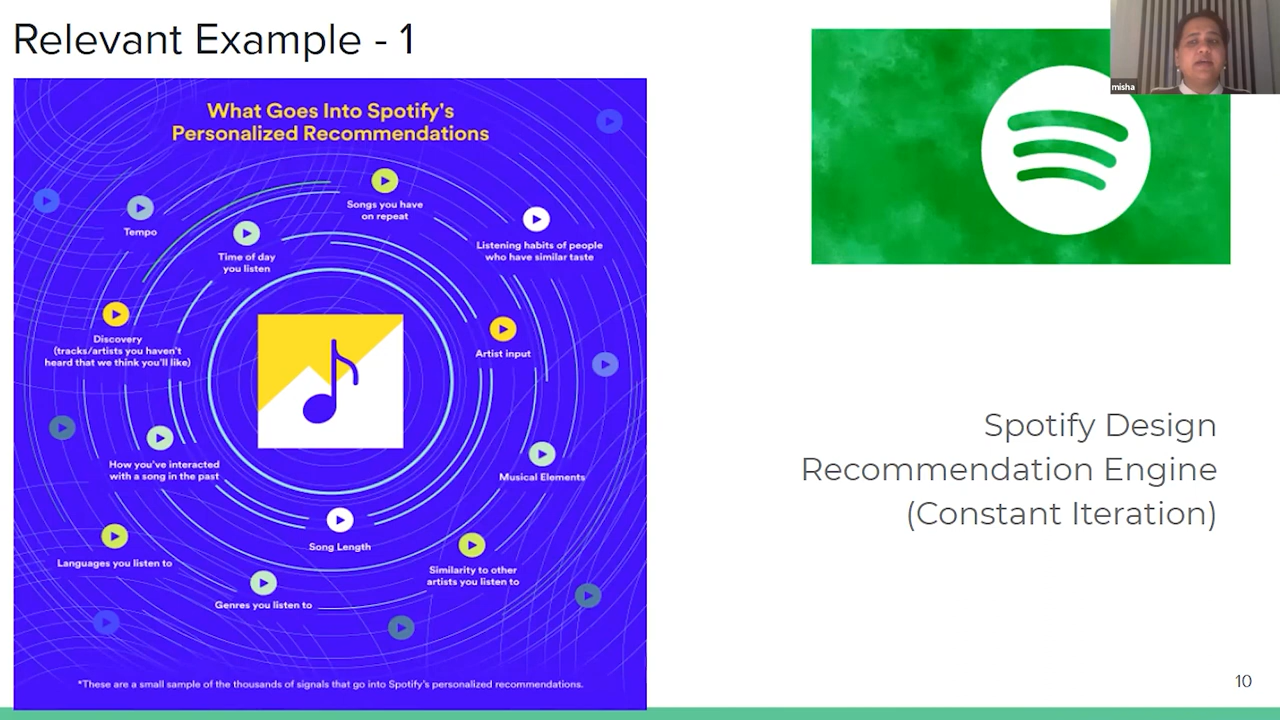 Relevant Example - 1
misha
What Goes Into Spotify's
Personalized Recommendations
Songs you have
on repeat
Tempo
Time of day
you listen
Listening habits of people
who have similar taste
Discovery
(tracks/artists you haven't
heard that we think you'll like)
Artist input
How you've interacted
with a song in the past
Musical Elements
Song Length
Languages you listen to
Similarity to other
artists you listen to
Genres you listen to
*These are a small sample of the thousands of signals that go into Spotify's personalized recommendations.
Spotify Design
Recommendation Engine
(Constant Iteration)
10